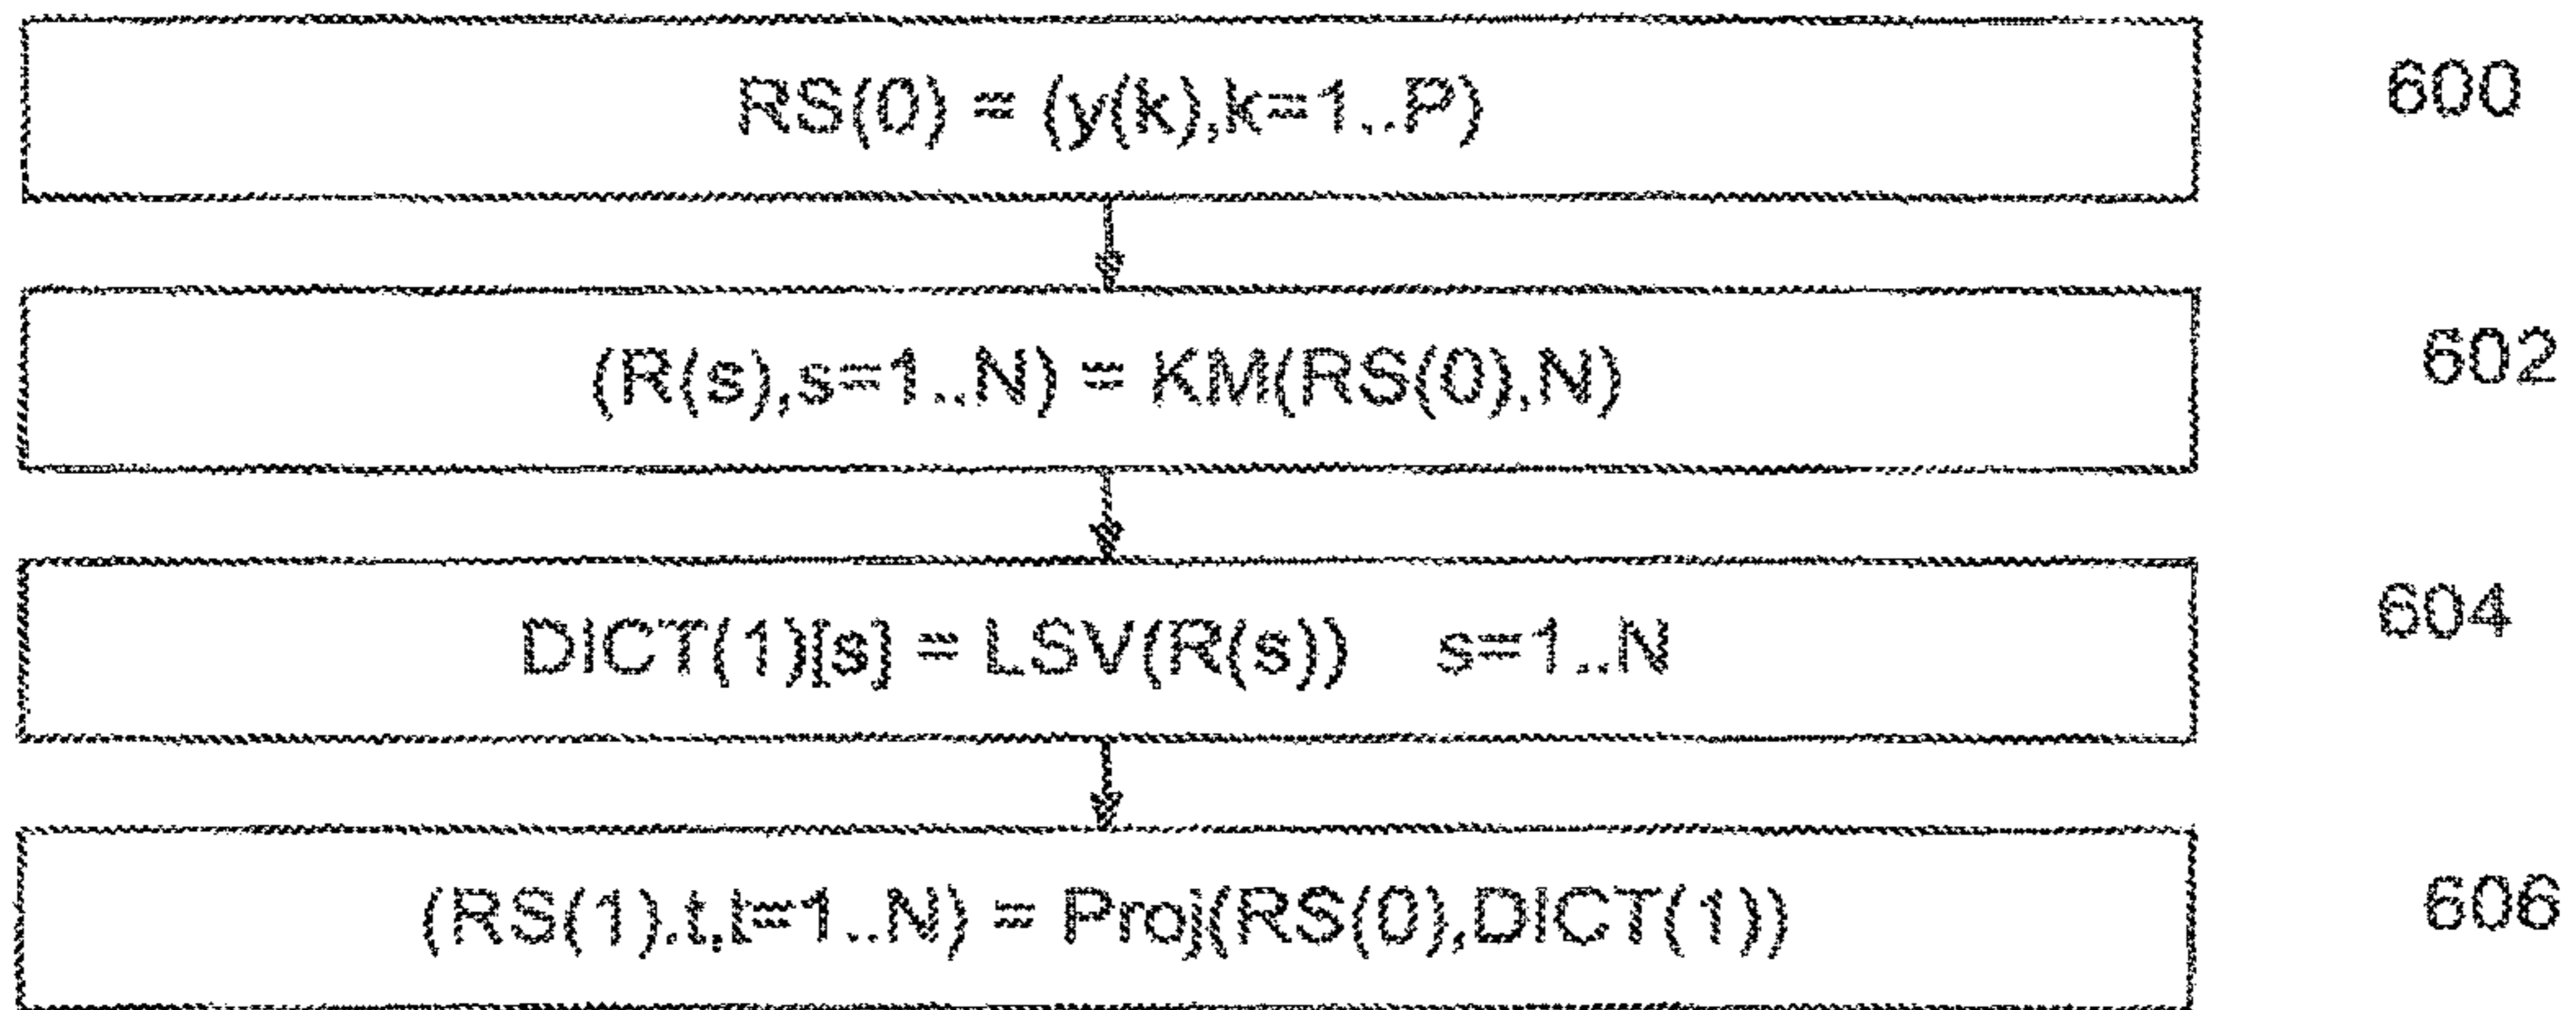 RS(0) = (y(k),k=1..P)
600
(R(s),s=1..N) = KM(RS(0),N)
602
DICT(1)[s] = LSV(R(s)) s=1..N
604
(RS(1).t,t=1..N) = Proj(RS(0),DICT(1))
606